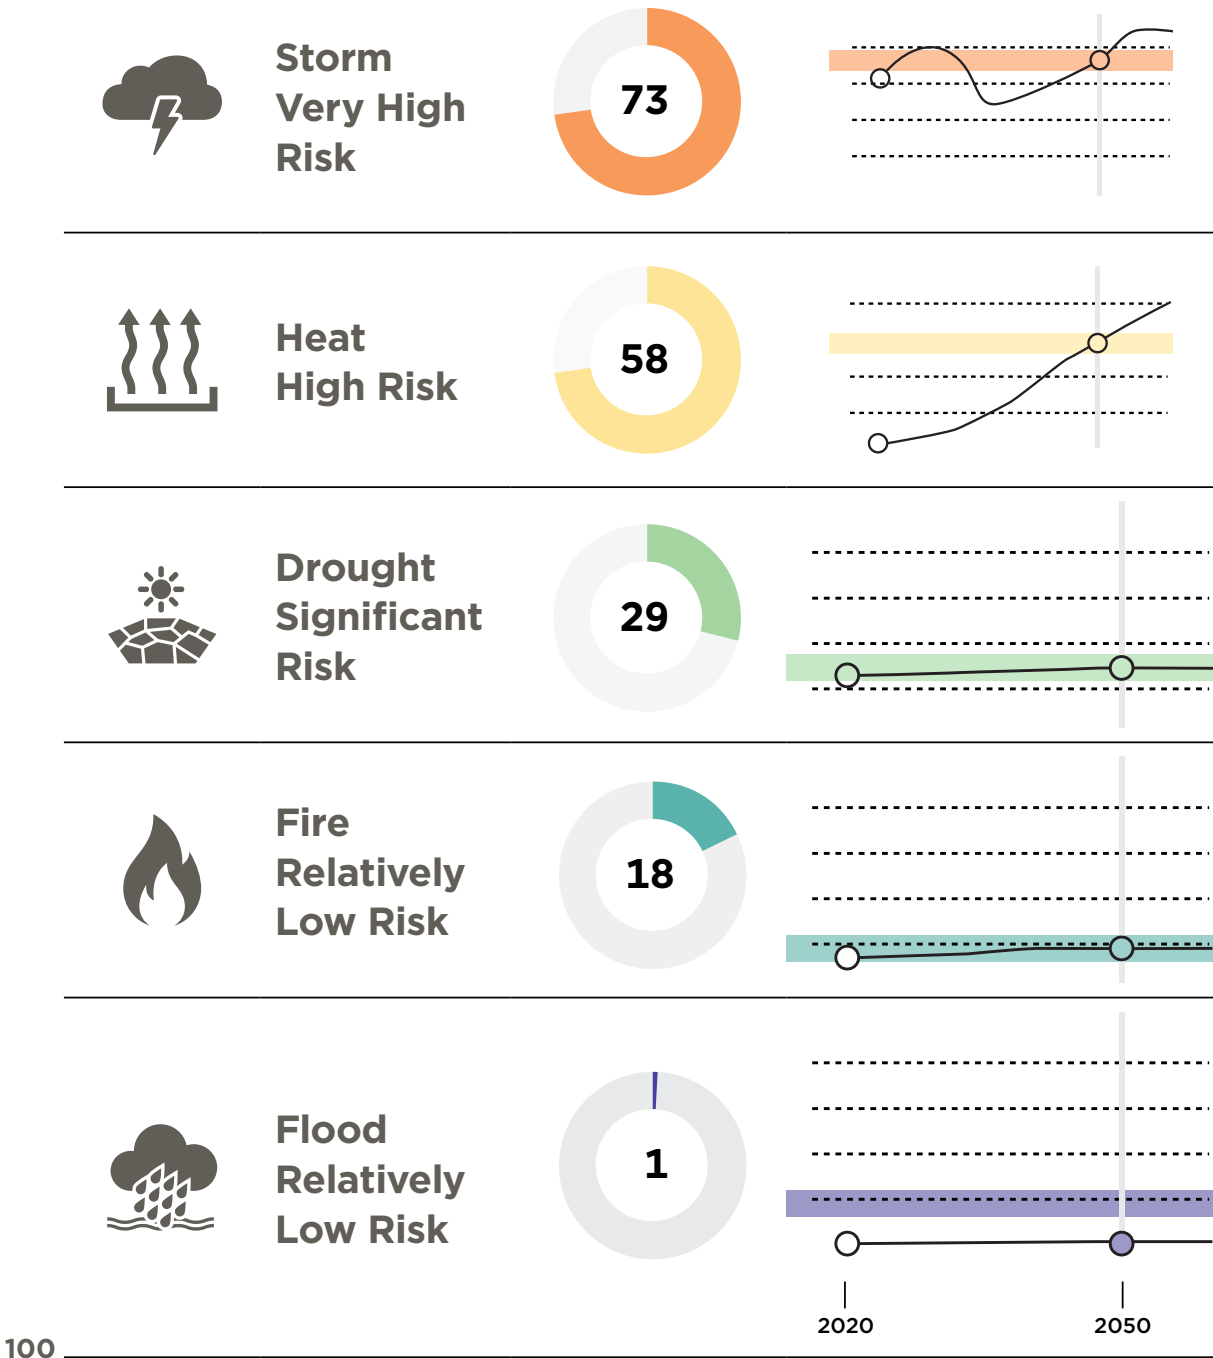 Storm
Very High
Risk
73
Heat
High Risk
58
Drought
Significant
Risk
29
Fire
Relatively
Low Risk
18
Flood
Relatively
Low Risk
1
2020
2050
100